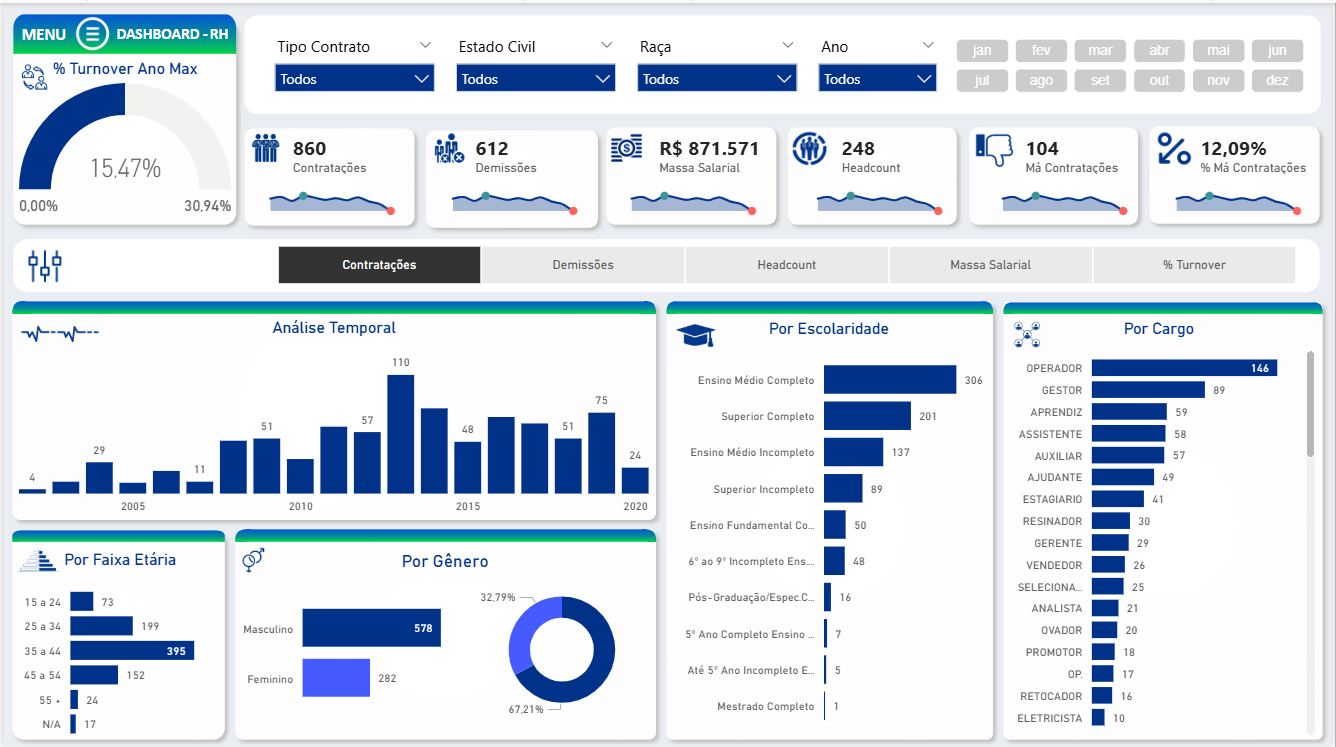 MENU DASHBOARD - RH
% Turnover Ano Max
15,47%
0,00% 30,94%
Tipo Contrato Estado Civil Raça Ano
Todos Todos Todos Todos
jan fev mar abr mai jun
jul ago set out nov dez
860 612 R$ 871.571 248 104 12,09%
Contratações Demissões Massa Salarial Headcount Má Contratações % Má Contratações
Contratações Demissões Headcount Massa Salarial % Turnover
Análise Temporal
110
75
57
51 51
48
29
24
11
4
2005 2010 2015 2020
Por Faixa Etária
15 a 24 73
25 a 34 199
35 a 44 395
45 a 54 152
55 + 24
N/A 17
Por Gênero
Masculino 578
Feminino 282
32,79%
67,21%
Por Escolaridade
Ensino Médio Completo 306
Superior Completo 201
Ensino Médio Incompleto 137
Superior Incompleto 89
Ensino Fundamental Co... 50
6º ao 9º Incompleto Ens.... 48
Pós-Graduação/Espec.C... 16
5º Ano Completo Ensino ... 7
Até 5º Ano Incompleto E... 5
Mestrado Completo 1
Por Cargo
OPERADOR 146
GESTOR 89
APRENDIZ 59
ASSISTENTE 58
AUXILIAR 57
AJUDANTE 49
ESTAGIARIO 41
RESINADOR 30
GERENTE 29
VENDEDOR 26
SELECIONA... 25
ANALISTA 21
OVADOR 20
PROMOTOR 18
OP. 17
RETOCADOR 16
ELETRICISTA 10